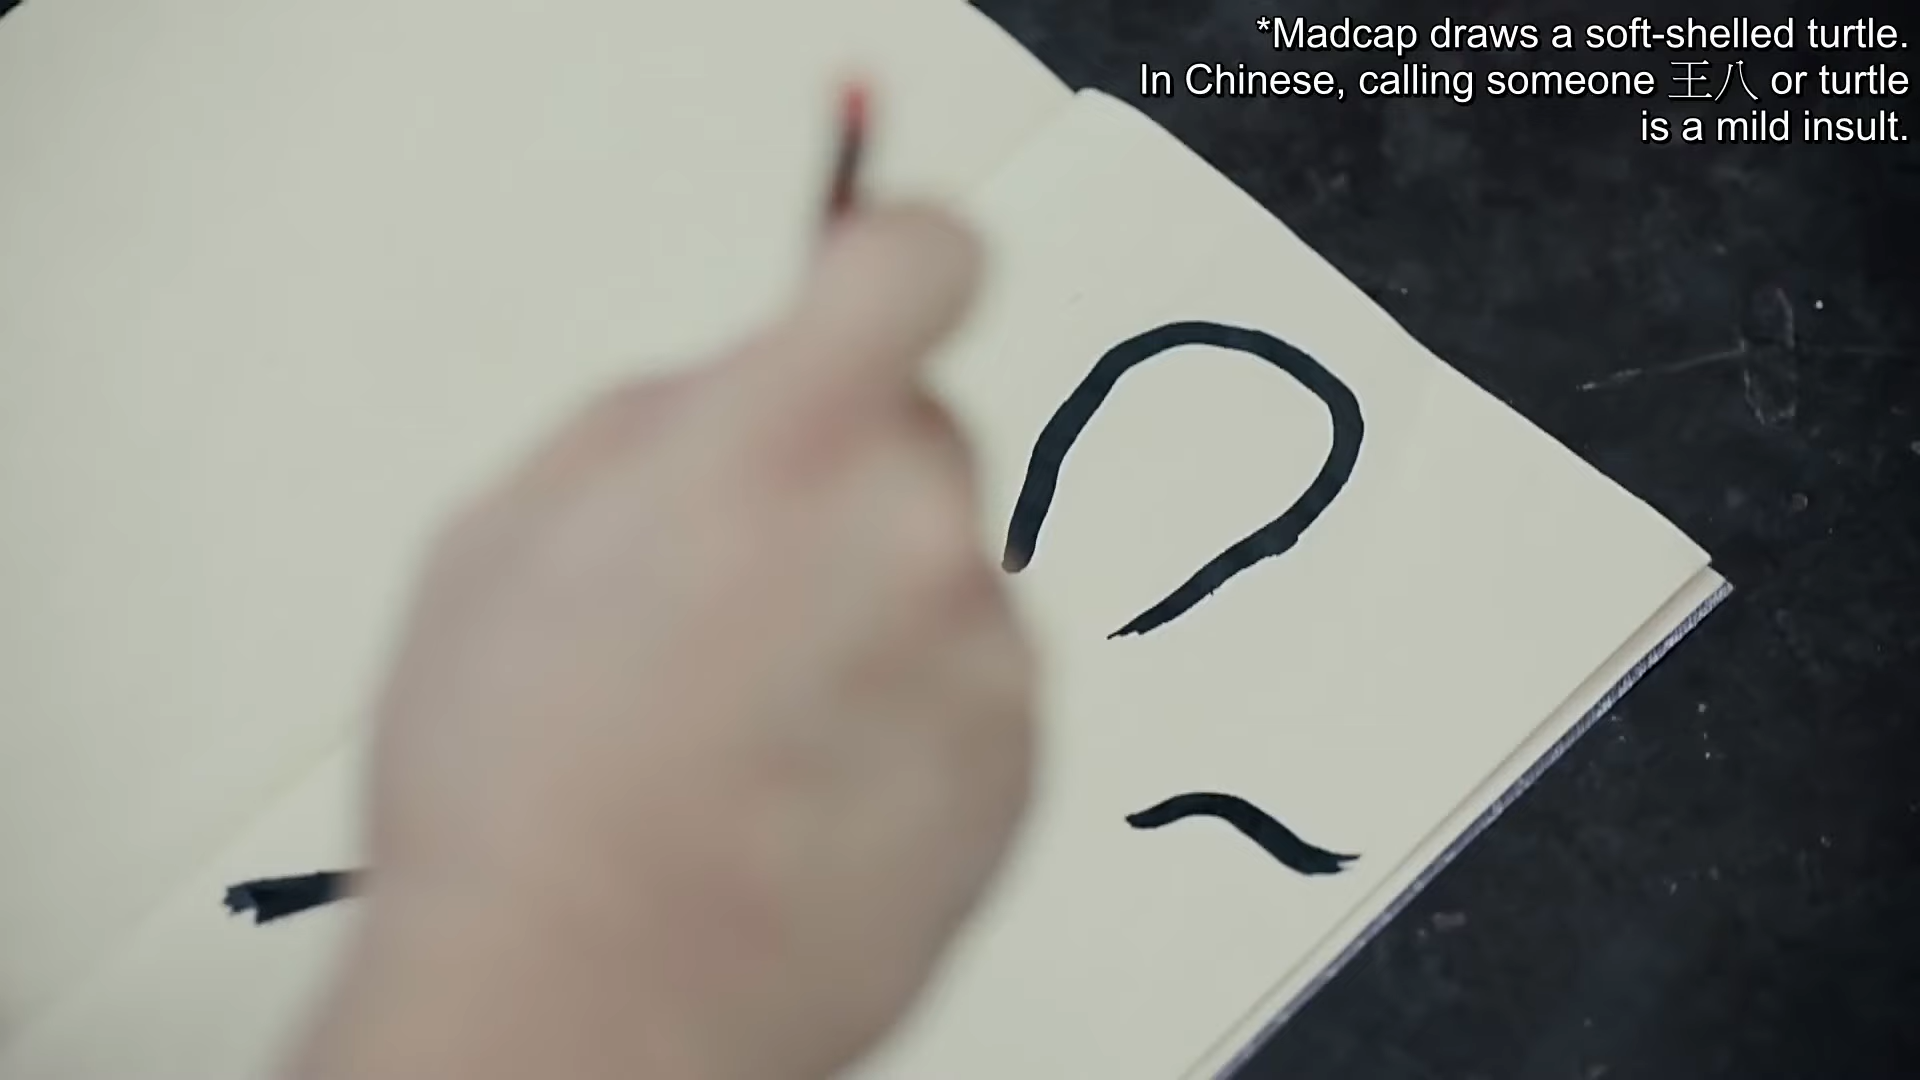 *Madcap draws a soft-shelled turtle.
In Chinese, calling someone 王八 or turtle
is a mild insult.